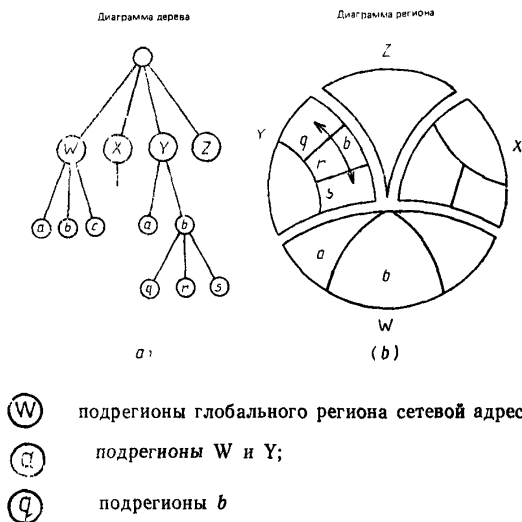 Диаграмма дерева
Диаграмма региона
W X Y Z
a b c a b
q r s
а)
Z
Y
X
q b
r
s
a
b
W
(b)
W подрегионы глобального региона сетевой адрес
a подрегионы W и Y;
q подрегионы b